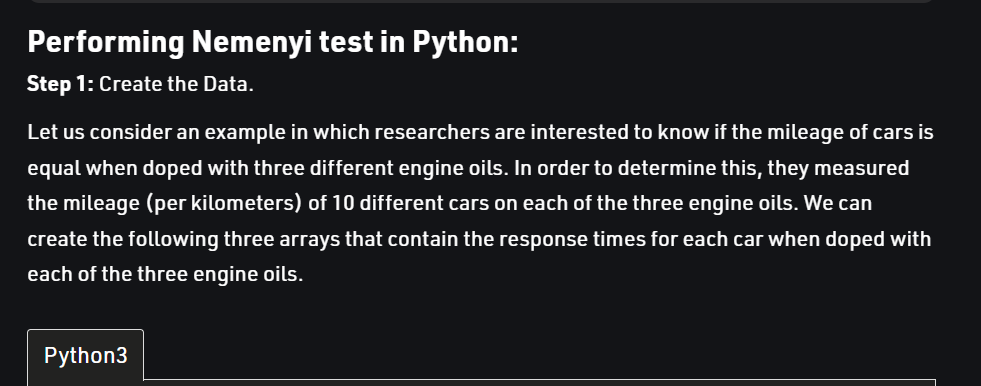 Performing Nemenyi test in Python:
Step 1: Create the Data.
Let us consider an example in which researchers are interested to know if the mileage of cars is
equal when doped with three different engine oils. In order to determine this, they measured
the mileage (per kilometers) of 10 different cars on each of the three engine oils. We can
create the following three arrays that contain the response times for each car when doped with
each of the three engine oils.
Python3